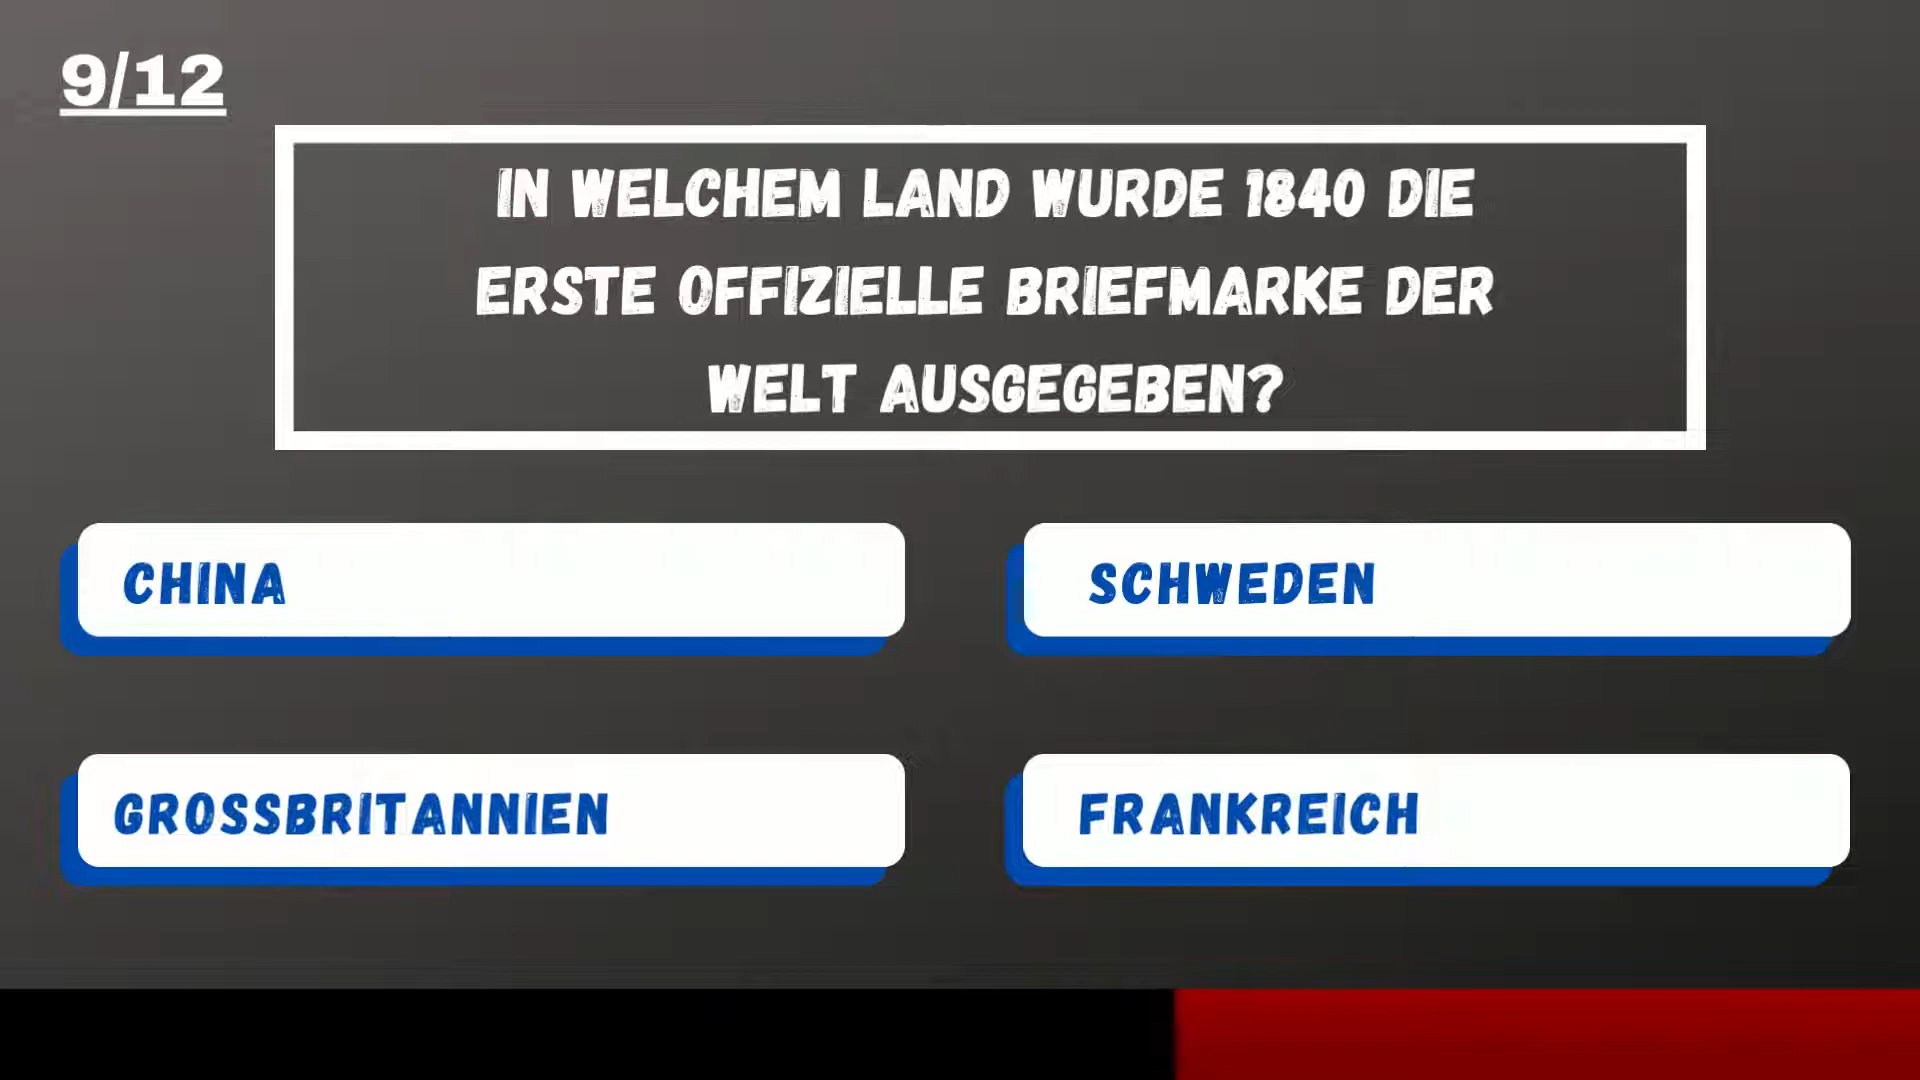 9/12
IN WELCHEM LAND WURDE 1840 DIE
ERSTE OFFIZIELLE BRIEFMARKE DER
WELT AUSGEGEBEN?
CHINA
SCHWEDEN
GROSSBRITANNIEN
FRANKREICH